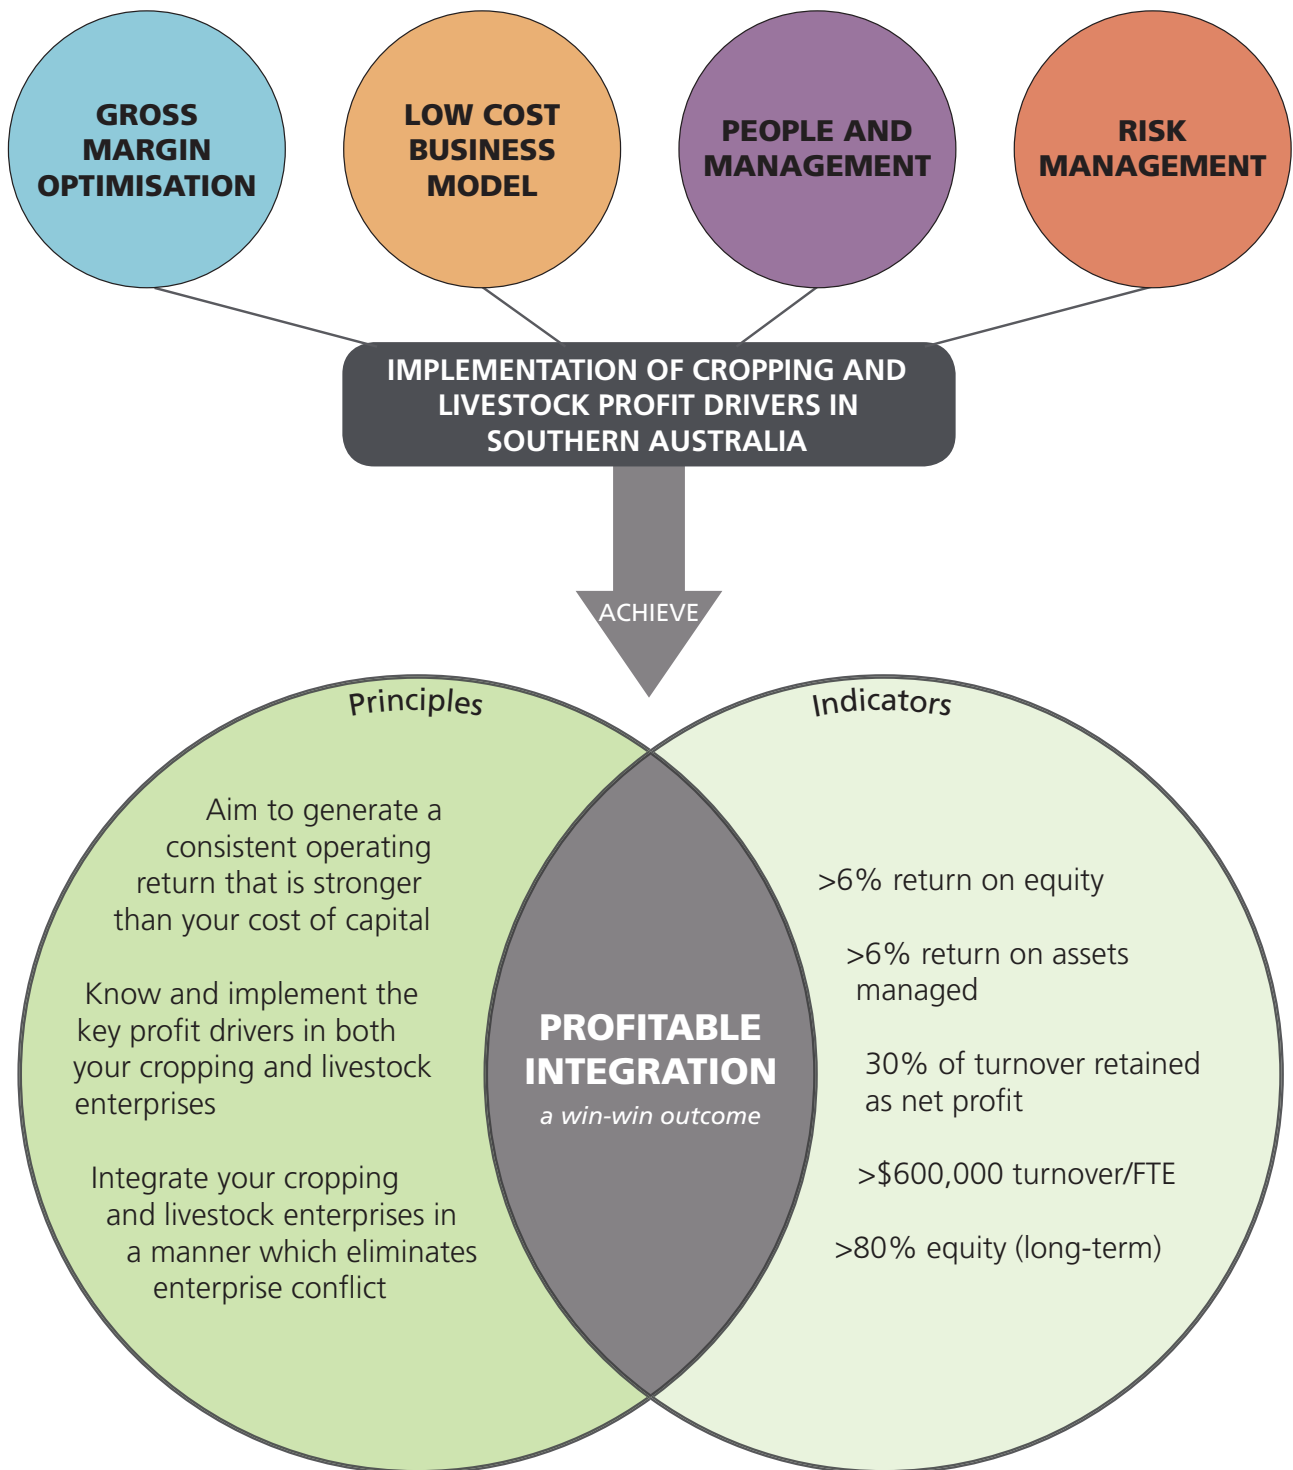 GROSS
MARGIN
OPTIMISATION
LOW COST
BUSINESS
MODEL
PEOPLE AND
MANAGEMENT
RISK
MANAGEMENT
IMPLEMENTATION OF CROPPING AND
LIVESTOCK PROFIT DRIVERS IN
SOUTHERN AUSTRALIA
ACHIEVE
Principles
Aim to generate a
consistent operating
return that is stronger
than your cost of capital
Know and implement the
key profit drivers in both
your cropping and livestock
enterprises
Integrate your cropping
and livestock enterprises in
a manner which eliminates
enterprise conflict
PROFITABLE
INTEGRATION
a win-win outcome
Indicators
>6% return on equity
>6% return on assets
managed
30% of turnover retained
as net profit
>$600,000 turnover/FTE
>80% equity (long-term)